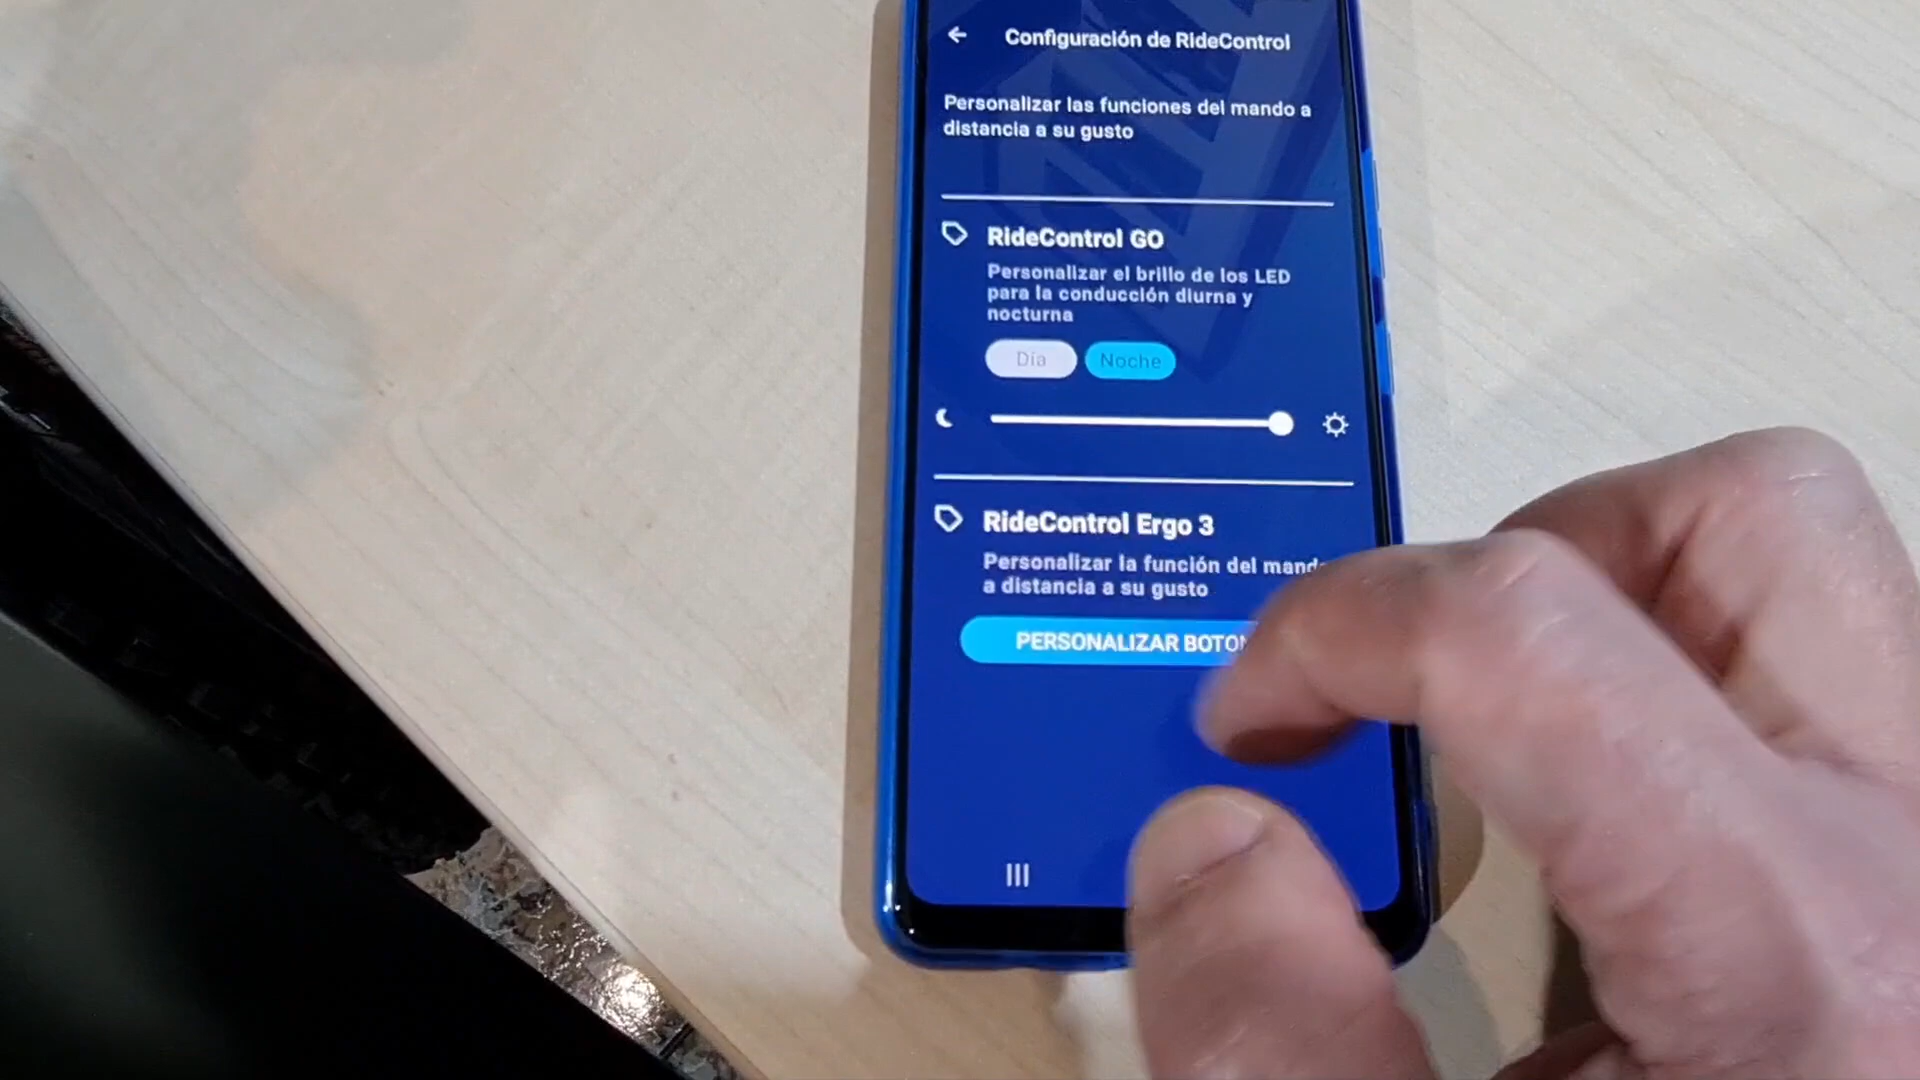 Configuración de RideControl
Personalizar las funciones del mando a
distancia a su gusto
RideControl GO
Personalizar el brillo de los LED
para la conducción diurna y
nocturna
Día Noche
RideControl Ergo 3
Personalizar la función del mand
a distancia a su gusto
PERSONALIZAR BOTON